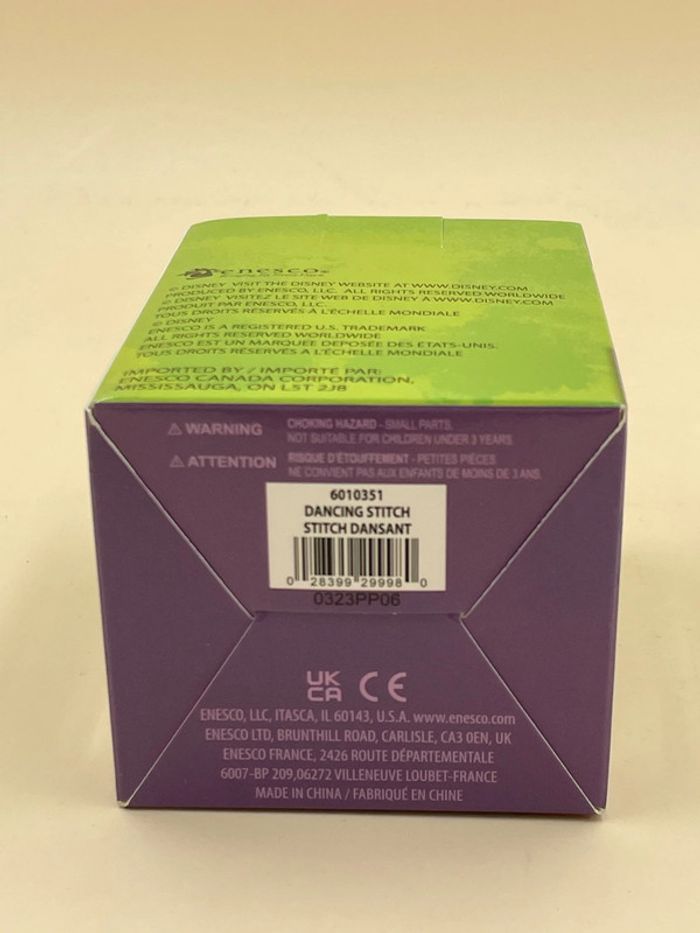 enesco®
© DISNEY VISIT THE DISNEY WEBSITE AT WWW.DISNEY.COM
PRODUCED BY ENESCO, LLC. ALL RIGHTS RESERVED WORLDWIDE
© DISNEY VISITEZ LE SITE WEB DE DISNEY À WWW.DISNEY.COM
PRODUIT PAR ENESCO, LLC.
TOUS DROITS RÉSERVÉS À L'ÉCHELLE MONDIALE
© DISNEY
ENESCO IS A REGISTERED U.S. TRADEMARK
ALL RIGHTS RESERVED WORLDWIDE
ENESCO EST UN MARQUÉE DEPOSÉE DES ÉTATS-UNIS.
TOUS DROITS RÉSERVÉS À L'ÉCHELLE MONDIALE
IMPORTED BY / IMPORTÉ PAR:
ENESCO CANADA CORPORATION,
MISSISSAUGA, ON L5T 2J8
⚠ WARNING CHOKING HAZARD - SMALL PARTS.
NOT SUITABLE FOR CHILDREN UNDER 3 YEARS
⚠ ATTENTION RISQUE D'ÉTOUFFEMENT - PETITES PIÈCES
NE CONVIENT PAS AUX ENFANTS DE MOINS DE 3 ANS.
6010351
DANCING STITCH
STITCH DANSANT
0 28399 29998 0
0323PP06
UK
CA CE
ENESCO, LLC, ITASCA, IL 60143, U.S.A. www.enesco.com
ENESCO LTD, BRUNTHILL ROAD, CARLISLE, CA3 0EN, UK
ENESCO FRANCE, 2426 ROUTE DÉPARTEMENTALE
6007-BP 209,06272 VILLENEUVE LOUBET-FRANCE
MADE IN CHINA / FABRIQUÉ EN CHINE